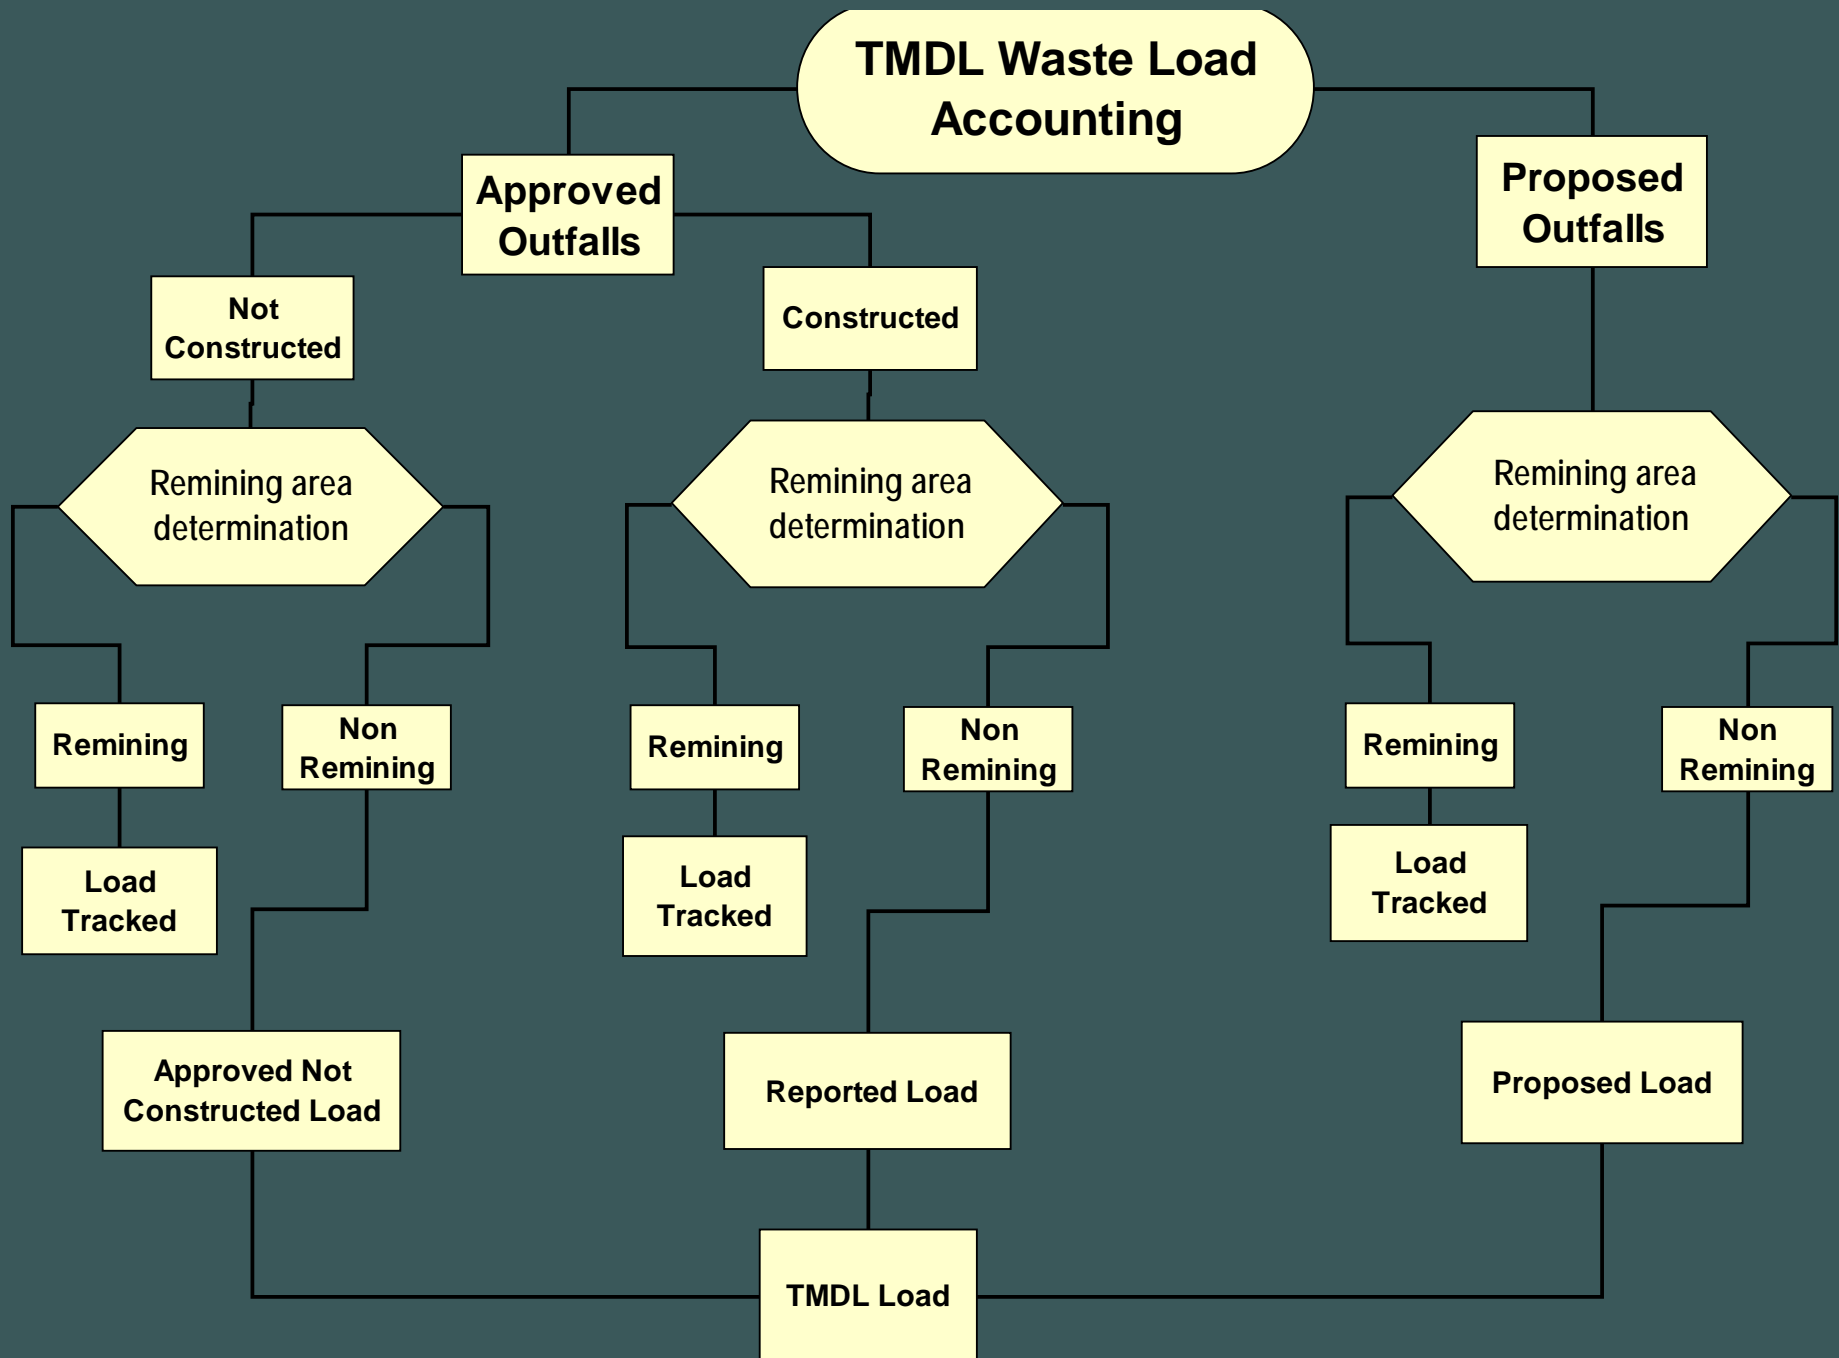 TMDL Waste Load
Accounting
Approved
Outfalls
Proposed
Outfalls
Not
Constructed
Constructed
Remining area
determination
Remining area
determination
Remining area
determination
Remining
Non
Remining
Remining
Non
Remining
Remining
Non
Remining
Load
Tracked
Load
Tracked
Load
Tracked
Approved Not
Constructed Load
Reported Load
Proposed Load
TMDL Load